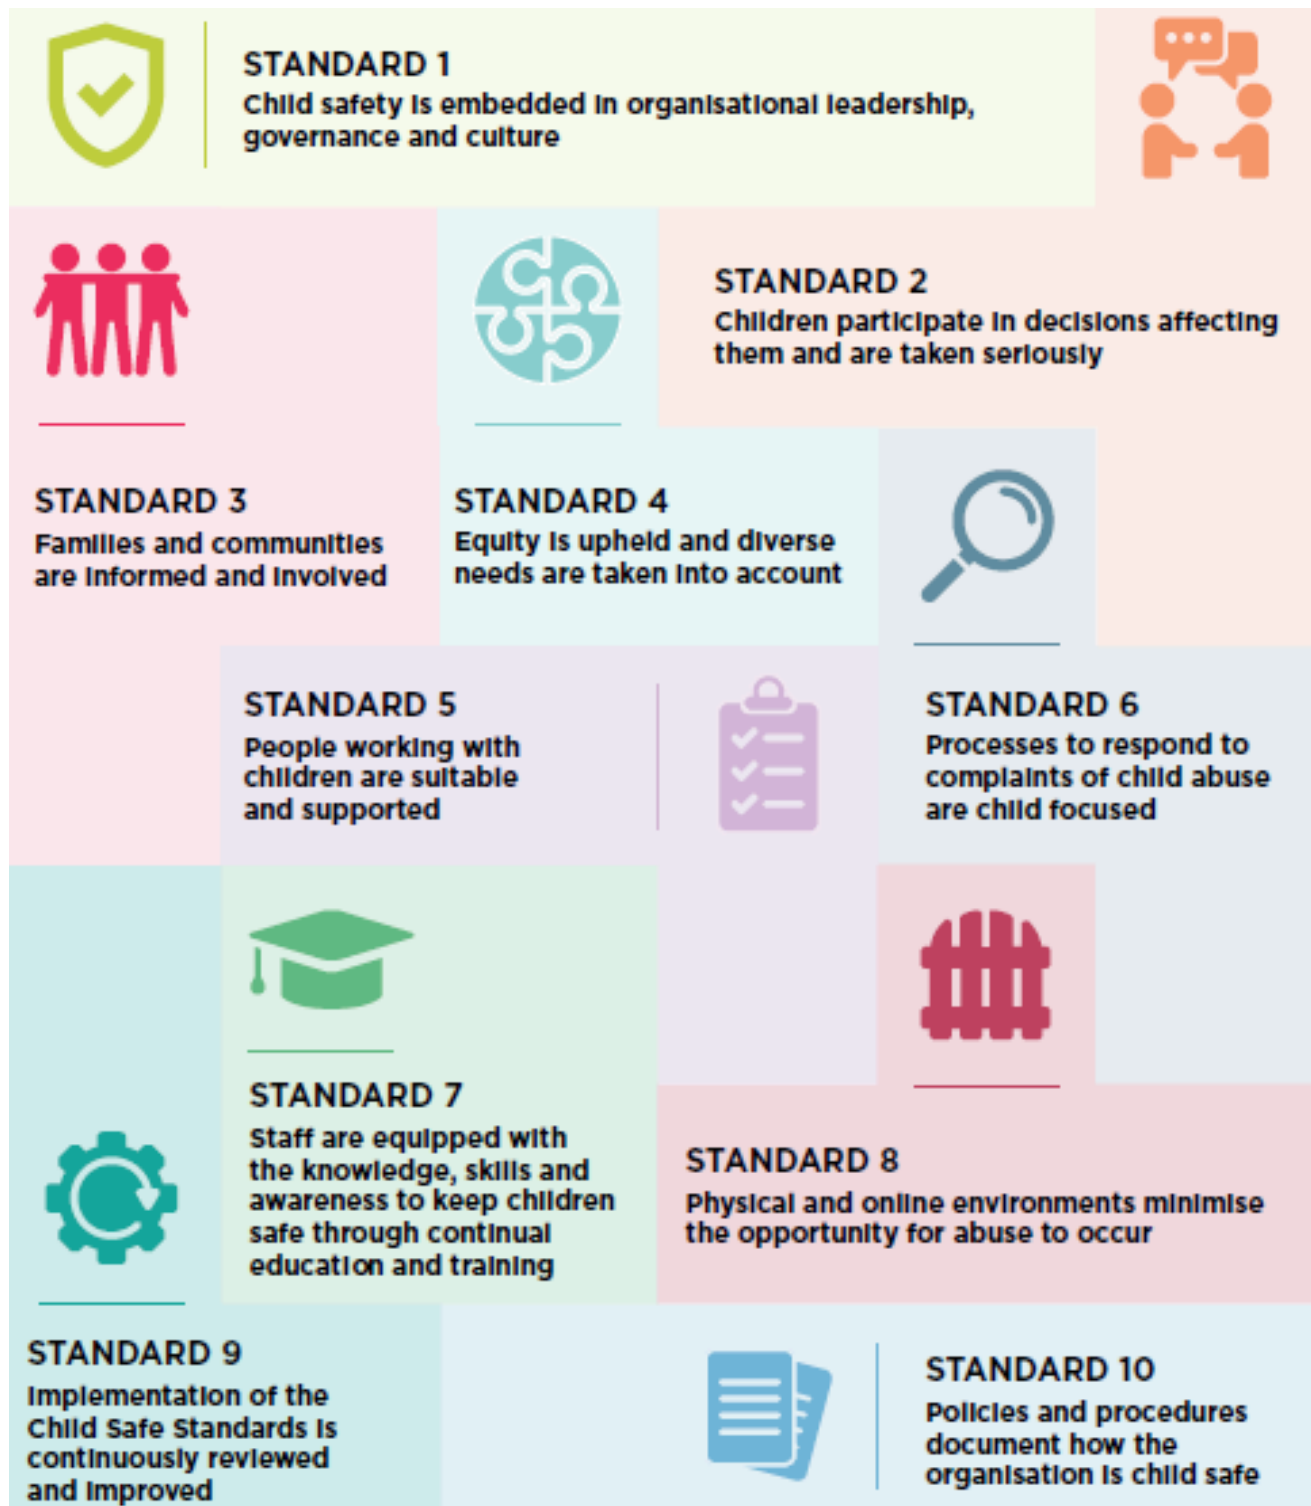 STANDARD 1
Child safety is embedded in organisational leadership,
governance and culture
STANDARD 2
Children participate in decisions affecting
them and are taken seriously
STANDARD 3
Families and communities
are informed and involved
STANDARD 4
Equity is upheld and diverse
needs are taken into account
STANDARD 5
People working with
children are suitable
and supported
STANDARD 6
Processes to respond to
complaints of child abuse
are child focused
STANDARD 7
Staff are equipped with
the knowledge, skills and
awareness to keep children
safe through continual
education and training
STANDARD 8
Physical and online environments minimise
the opportunity for abuse to occur
STANDARD 9
Implementation of the
Child Safe Standards is
continuously reviewed
and improved
STANDARD 10
Policies and procedures
document how the
organisation is child safe